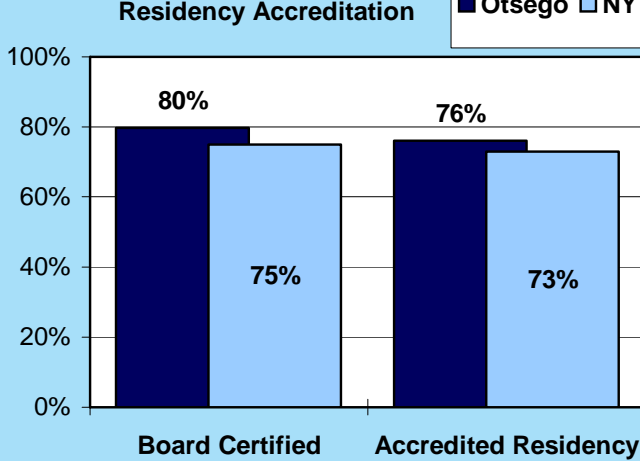 Residency Accreditation
Otsego NY
100%
80%
60%
40%
20%
0%
80%
75%
76%
73%
Board Certified
Accredited Residency